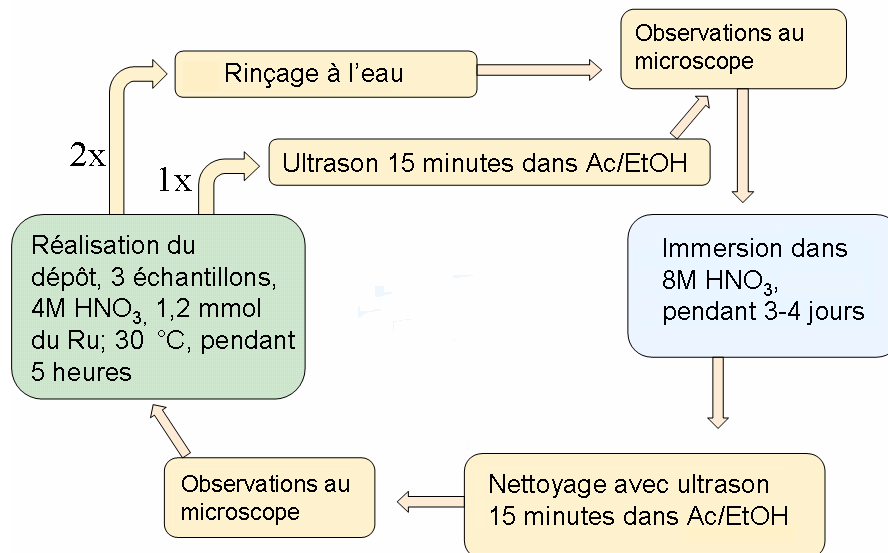 Rinçage à l'eau
Observations au
microscope
2x
1x
Ultrason 15 minutes dans Ac/EtOH
Réalisation du
dépôt, 3 échantillons,
4M HNO₃, 1,2 mmol
du Ru; 30 °C, pendant
5 heures
Immersion dans
8M HNO₃,
pendant 3-4 jours
Observations au
microscope
Nettoyage avec ultrason
15 minutes dans Ac/EtOH